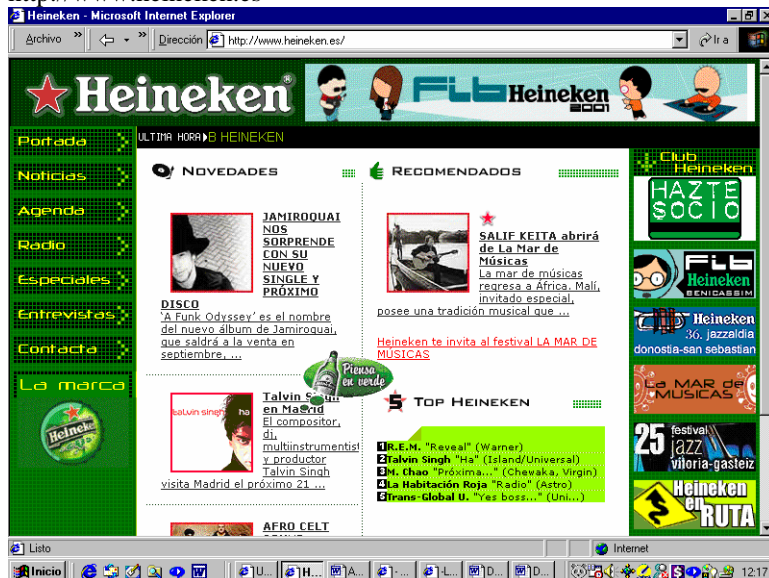 Heineken - Microsoft Internet Explorer
Archivo
Dirección http://www.heineken.es/ Ir a
Heineken
FIB Heineken 2001
ULTIMA HORA B HEINEKEN
Portada
Noticias
Agenda
Radio
Especiales
Entrevistas
Contacta
La marca
Heineke
NOVEDADES
JAMIROQUAI
NOS
SORPRENDE
CON SU
NUEVO
SINGLE Y
PRÓXIMO
DISCO
'A Funk Odyssey' es el nombre
del nuevo álbum de Jamiroquai,
que saldrá a la venta en
septiembre, ...
talvin singh ha
Talvin Singh
en Madrid
El compositor,
dj,
multiinstrumentist
y productor
Talvin Singh
visita Madrid el próximo 21 ...
AFRO CELT
Piensa
en verde
RECOMENDADOS
SALIF KEITA abrirá
de La Mar de
Músicas
La mar de músicas
regresa a África. Malí,
invitado especial,
posee una tradición musical que ...
Heineken te invita al festival LA MAR DE
MÚSICAS
5 TOP HEINEKEN
1 R.E.M. "Reveal" (Warner)
2 Talvin Singh "Ha" (Island/Universal)
3 M. Chao "Próxima..." (Chewaka, Virgin)
4 La Habitación Roja "Radio" (Astro)
5 Trans-Global U. "Yes boss..." (Uni...)
Club
Heineken
HAZTE
SOCIO
FIB
Heineken
BENICASSIM
Heineken
36. jazzaldia
donostia-san sebastian
La MAR de
MUSICAS
25 festival
jazz
vitoria-gasteiz
Heineken
en
RUTA
Listo
Internet
Inicio
U...
H...
A...
-...
-L...
D...
D...
12:17